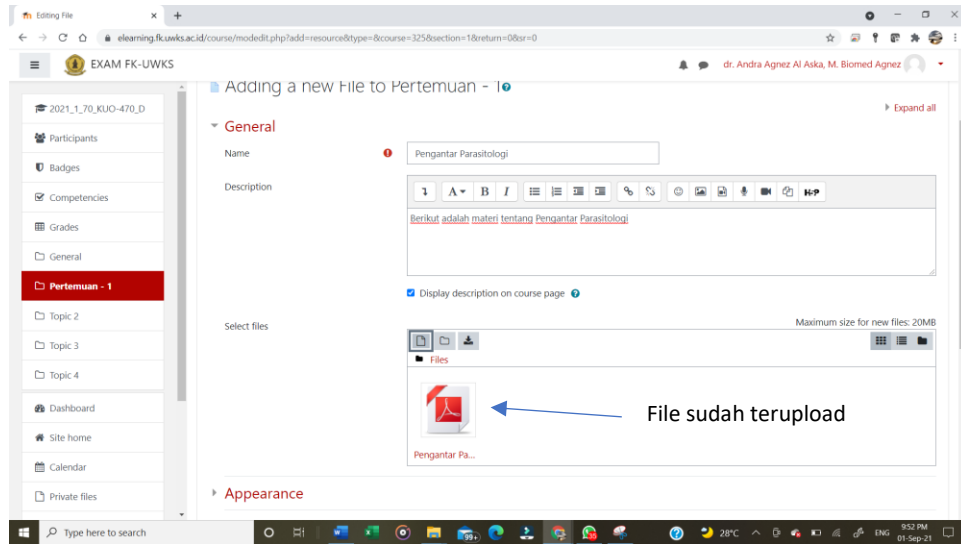 Editing File
elearning.fk.uwks.ac.id/course/modedit.php?add=resource&type=&course=325&section=1&return=0&sr=0
EXAM FK-UWKS
dr. Andra Agnez Al Aska, M. Biomed Agnez
Adding a new File to Pertemuan - 1
Expand all
2021_1_70_KUO-470_D
Participants
Badges
Competencies
Grades
General
Pertemuan - 1
Topic 2
Topic 3
Topic 4
Dashboard
Site home
Calendar
Private files
General
Name
Pengantar Parasitologi
Description
A B I H-P
Berikut adalah materi tentang Pengantar Parasitologi
Display description on course page
Select files
Maximum size for new files: 20MB
Files
Pengantar Pa...
File sudah terupload
Appearance
Type here to search
99+
28°C
ENG
9:52 PM
01-Sep-21